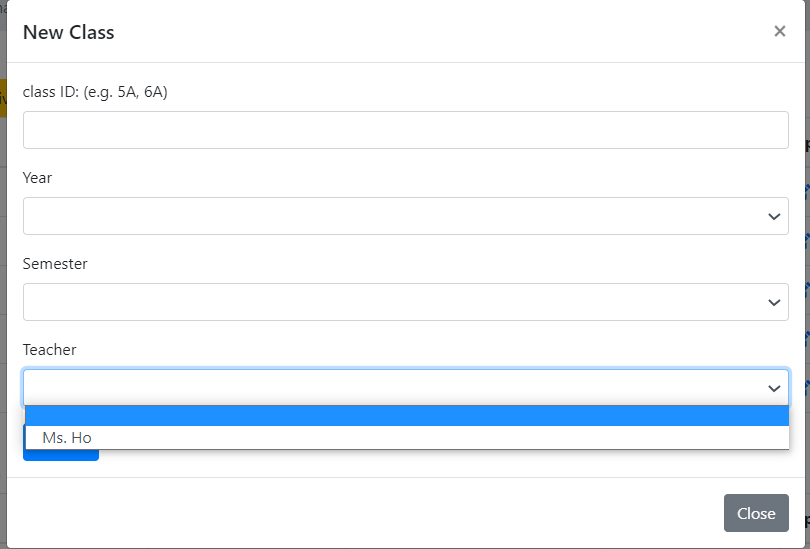 New Class
×
class ID: (e.g. 5A, 6A)
Year
Semester
Teacher
Ms. Ho
Close